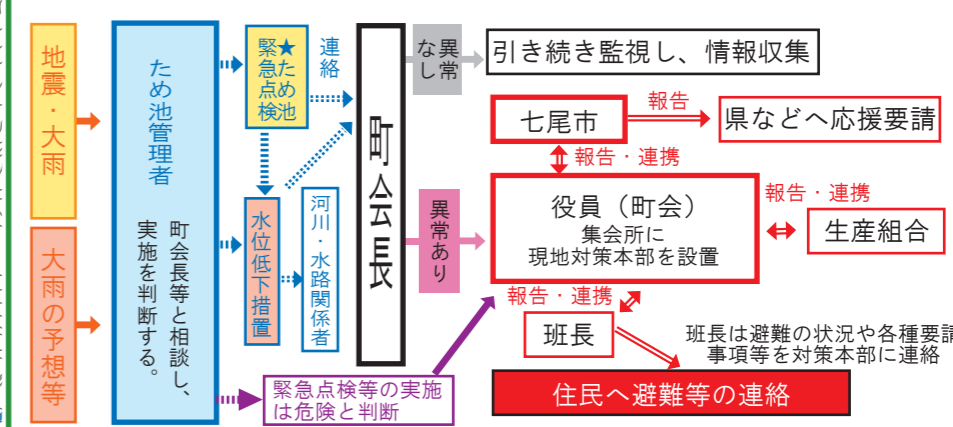 地震・大雨
大雨の予想等
ため池管理者
町会長等と相談し、
実施を判断する。
★ため池
緊急点検
連絡
水位低下措置
河川・水路関係者
緊急点検等の実施
は危険と判断
町会長
異常
なし
引き続き監視し、情報収集
異常あり
七尾市
報告
県などへ応援要請
報告・連携
役員（町会）
集会所に
現地対策本部を設置
報告・連携
生産組合
報告・連携
班長
班長は避難の状況や各種要請
事項等を対策本部に連絡
住民へ避難等の連絡